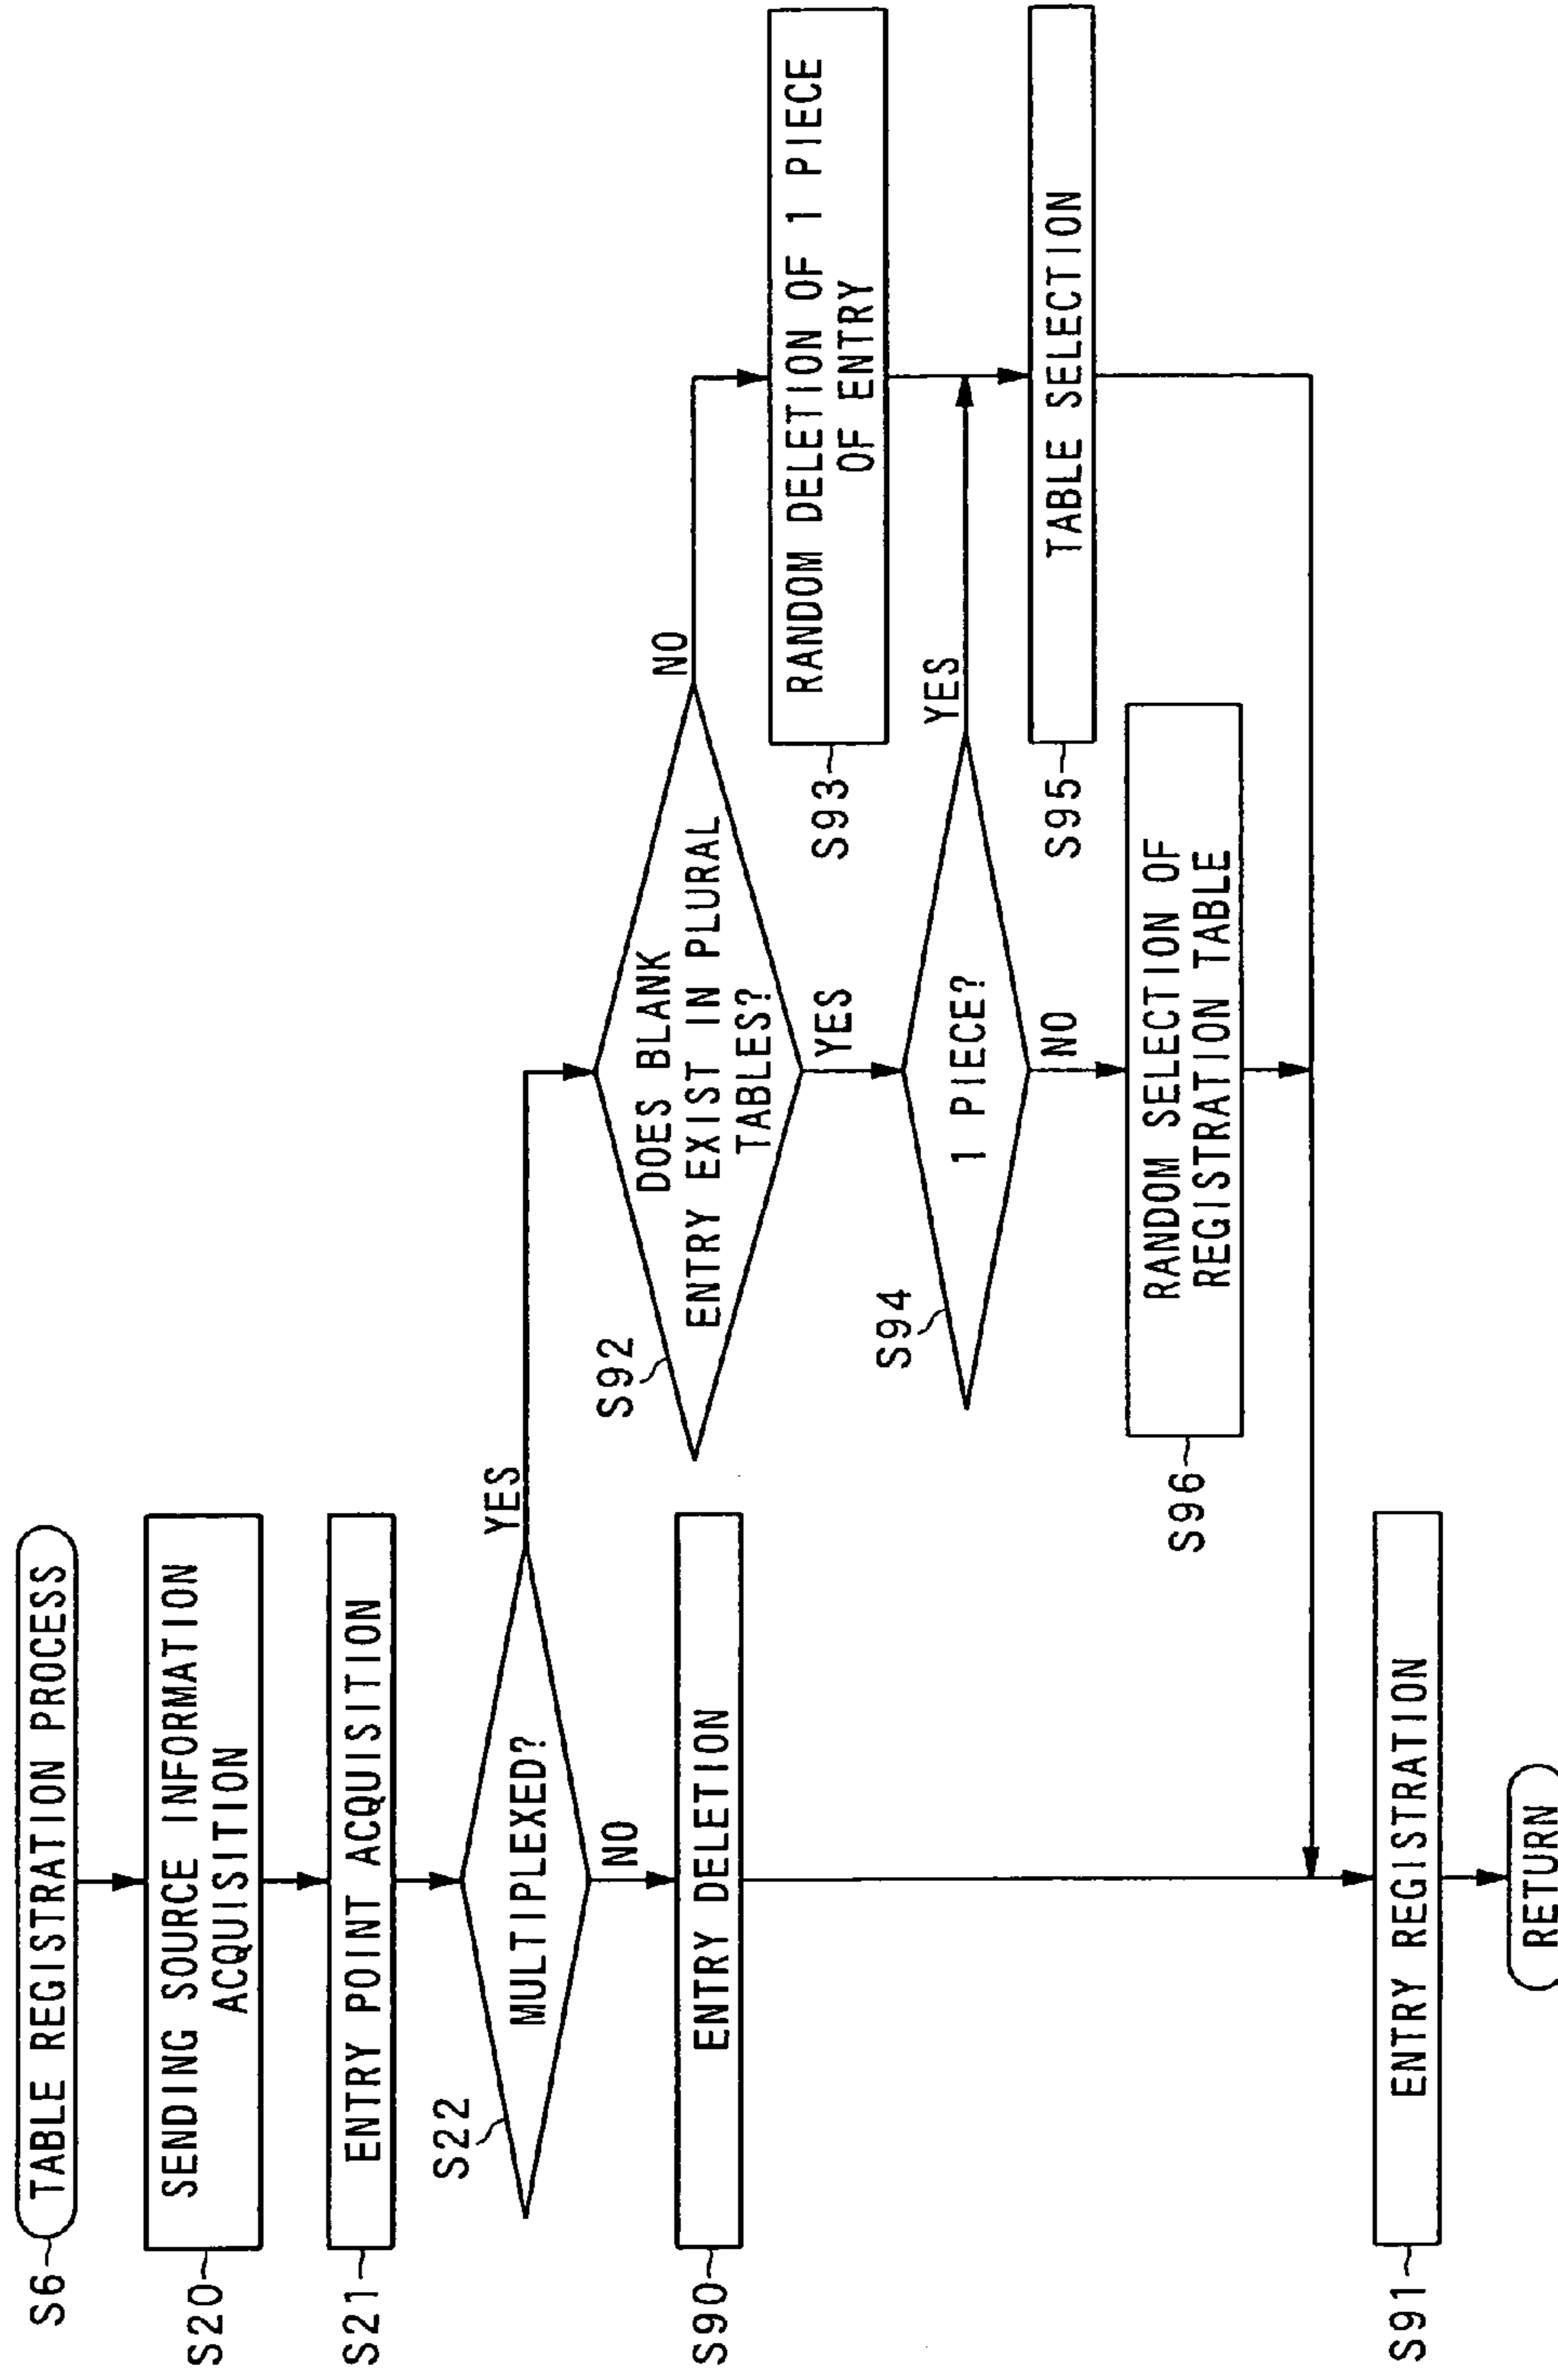 S6
TABLE REGISTRATION PROCESS
S20
SENDING SOURCE INFORMATION
ACQUISITION
S21
ENTRY POINT ACQUISITION
S22
MULTIPLEXED?
YES
NO
S90
ENTRY DELETION
S92
DOES BLANK
ENTRY EXIST IN PLURAL
TABLES?
NO
YES
S93
RANDOM DELETION OF 1 PIECE
OF ENTRY
S94
1 PIECE?
YES
NO
S95
TABLE SELECTION
S96
RANDOM SELECTION OF
REGISTRATION TABLE
S91
ENTRY REGISTRATION
RETURN